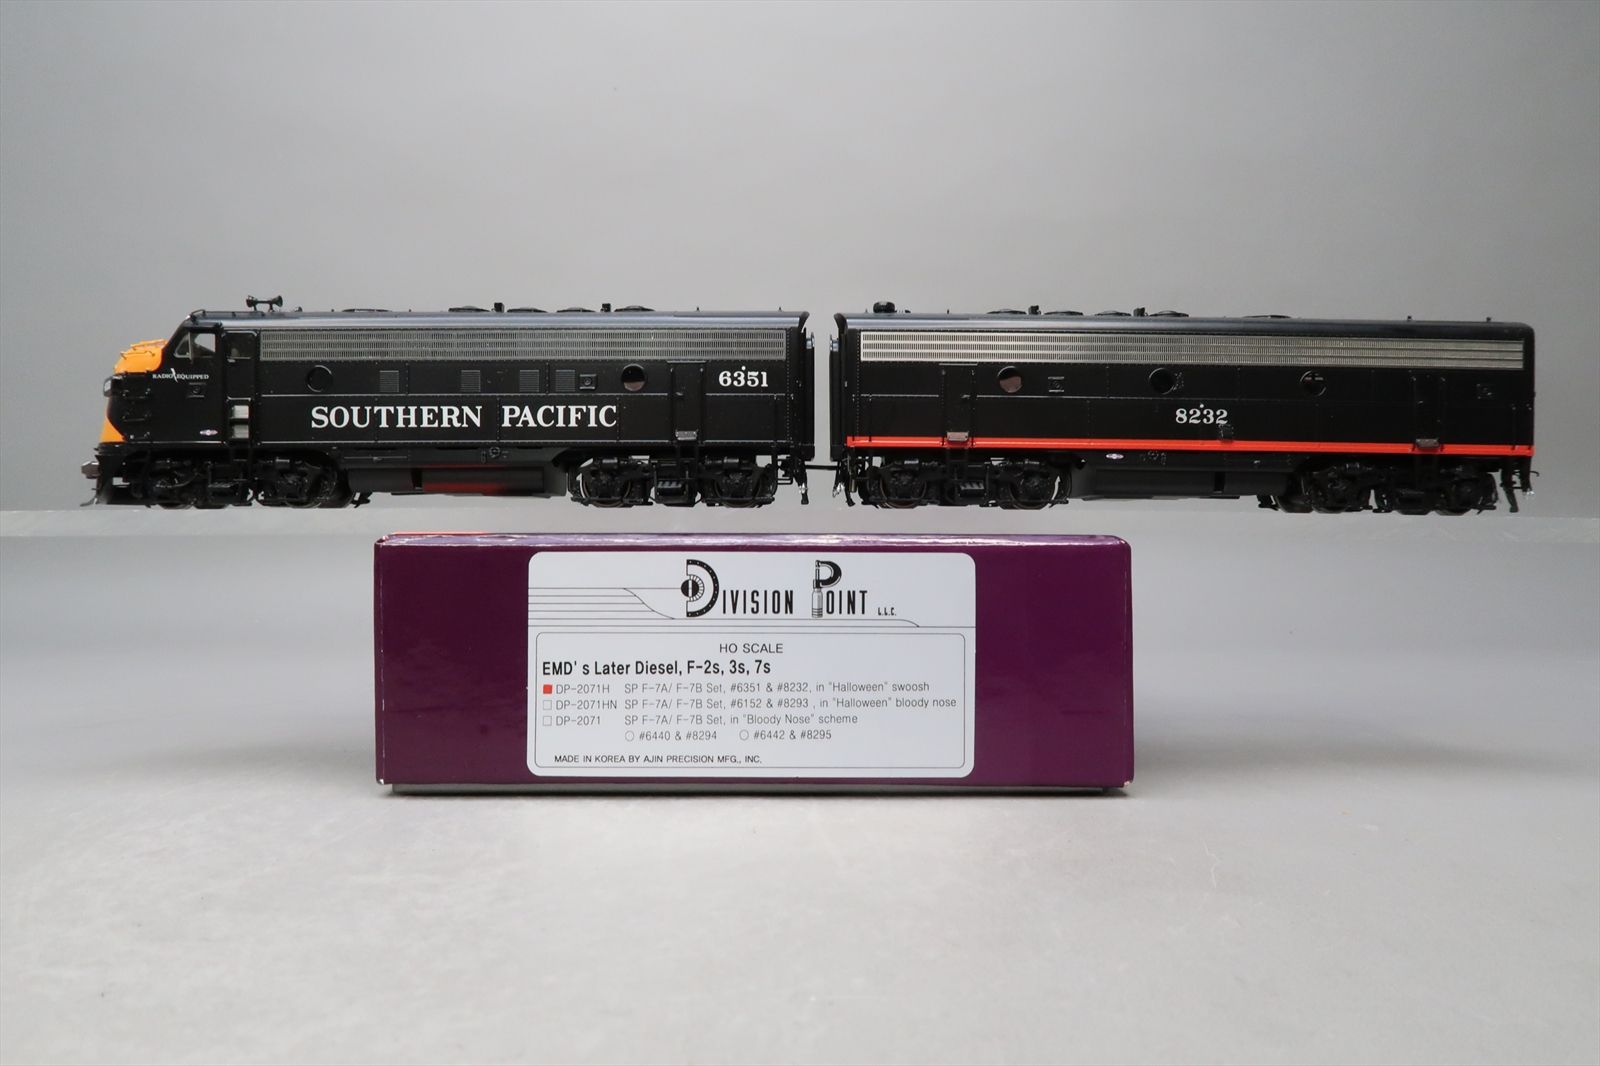 RADIO EQUIPPED
6351
SOUTHERN PACIFIC
8232
DIVISION POINT L.L.C.
HO SCALE
EMD' s Later Diesel, F-2s, 3s, 7s
DP-2071H SP F-7A/ F-7B Set, #6351 & #8232, in "Halloween" swoosh
DP-2071HN SP F-7A/ F-7B Set, #6152 & #8293 , in "Halloween" bloody nose
DP-2071 SP F-7A/ F-7B Set, in "Bloody Nose" scheme
#6440 & #8294 #6442 & #8295
MADE IN KOREA BY AJIN PRECISION MFG., INC.